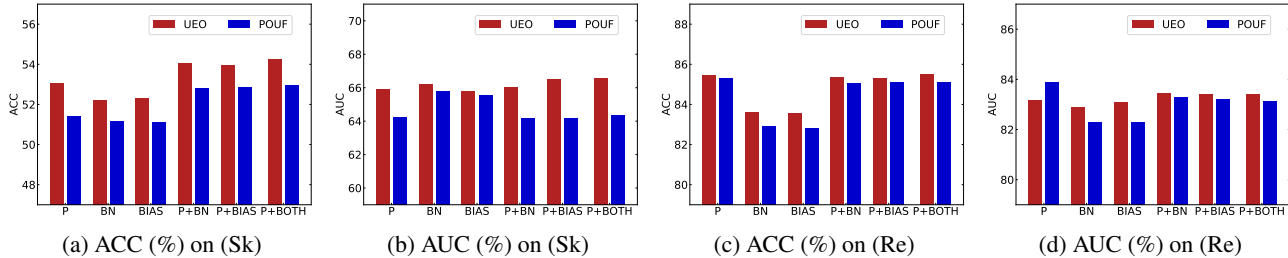 56
54
52
50
48
ACC
UEO POUF
P BN BIAS P+BN P+BIAS P+BOTH
(a) ACC (%) on (Sk)
70
68
66
64
62
60
AUC
UEO POUF
P BN BIAS P+BN P+BIAS P+BOTH
(b) AUC (%) on (Sk)
88
86
84
82
80
ACC
UEO POUF
P BN BIAS P+BN P+BIAS P+BOTH
(c) ACC (%) on (Re)
86
84
82
80
AUC
UEO POUF
P BN BIAS P+BN P+BIAS P+BOTH
(d) AUC (%) on (Re)